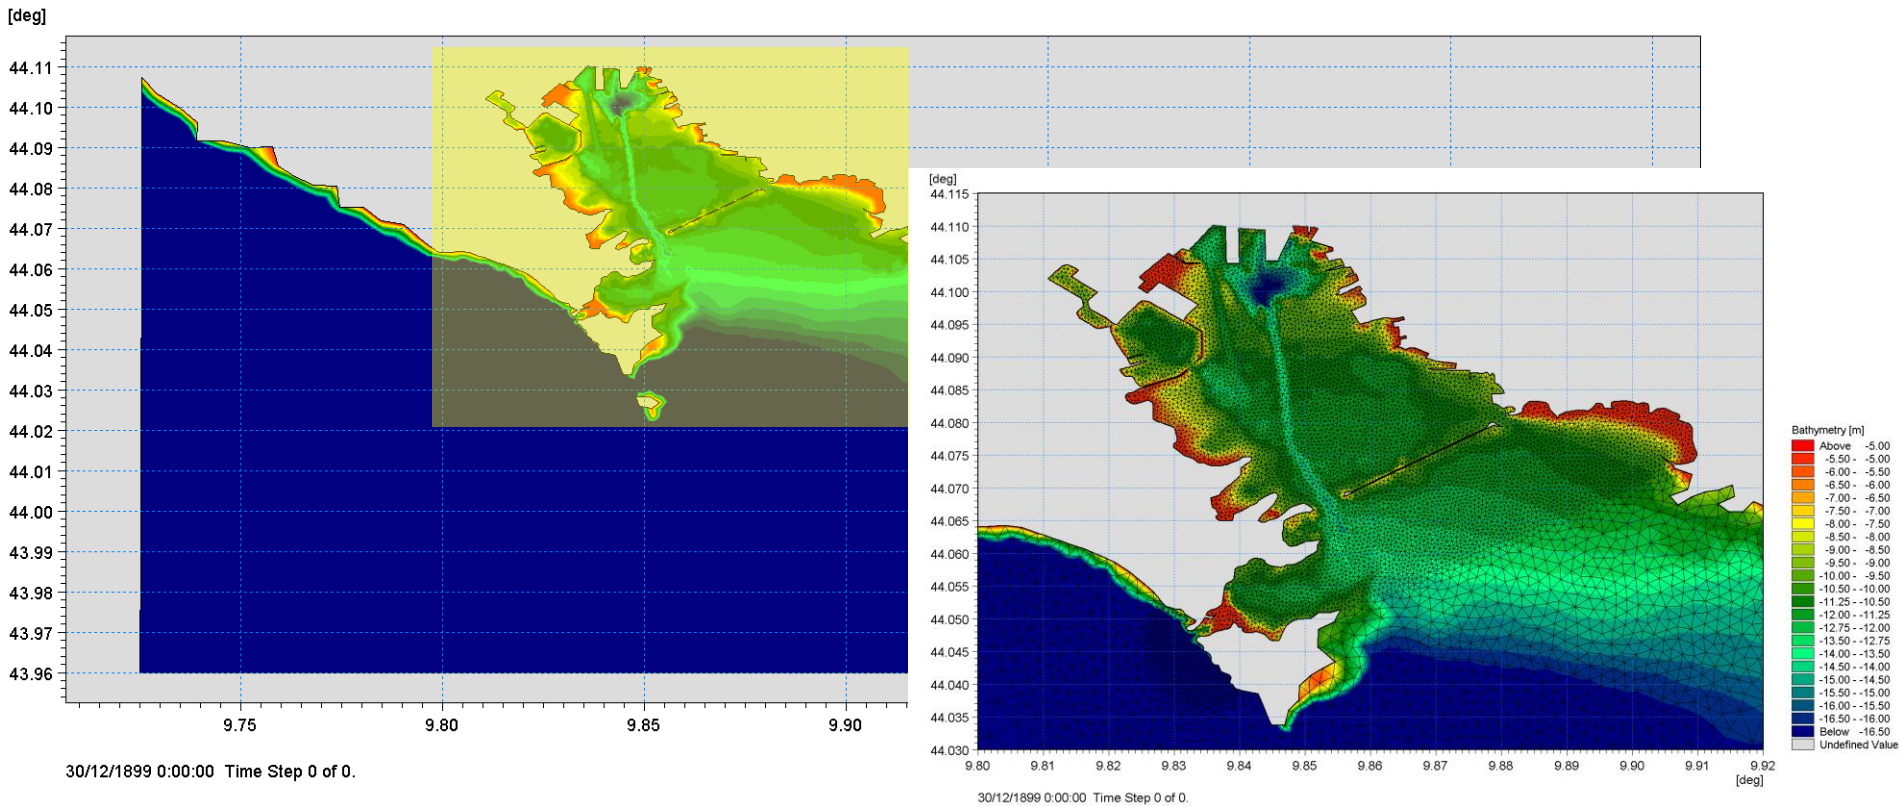 [deg]
44.11
44.10
44.09
44.08
44.07
44.06
44.05
44.04
44.03
44.02
44.01
44.00
43.99
43.98
43.97
43.96
9.75
9.80
9.85
9.90
30/12/1899 0:00:00 Time Step 0 of 0.
[deg]
44.115
44.110
44.105
44.100
44.095
44.090
44.085
44.080
44.075
44.070
44.065
44.060
44.055
44.050
44.045
44.040
44.035
44.030
9.80
9.81
9.82
9.83
9.84
9.85
9.86
9.87
9.88
9.89
9.90
9.91
9.92
[deg]
30/12/1899 0:00:00 Time Step 0 of 0.
Bathymetry [m]
Above -5.00
-5.50 - -5.00
-6.00 - -5.50
-6.50 - -6.00
-7.00 - -6.50
-7.50 - -7.00
-8.00 - -7.50
-8.50 - -8.00
-9.00 - -8.50
-9.50 - -9.00
-10.00 - -9.50
-10.50 - -10.00
-11.25 - -10.50
-12.00 - -11.25
-12.75 - -12.00
-13.50 - -12.75
-14.00 - -13.50
-14.50 - -14.00
-15.00 - -14.50
-15.50 - -15.00
-16.00 - -15.50
-16.50 - -16.00
Below -16.50
Undefined Value